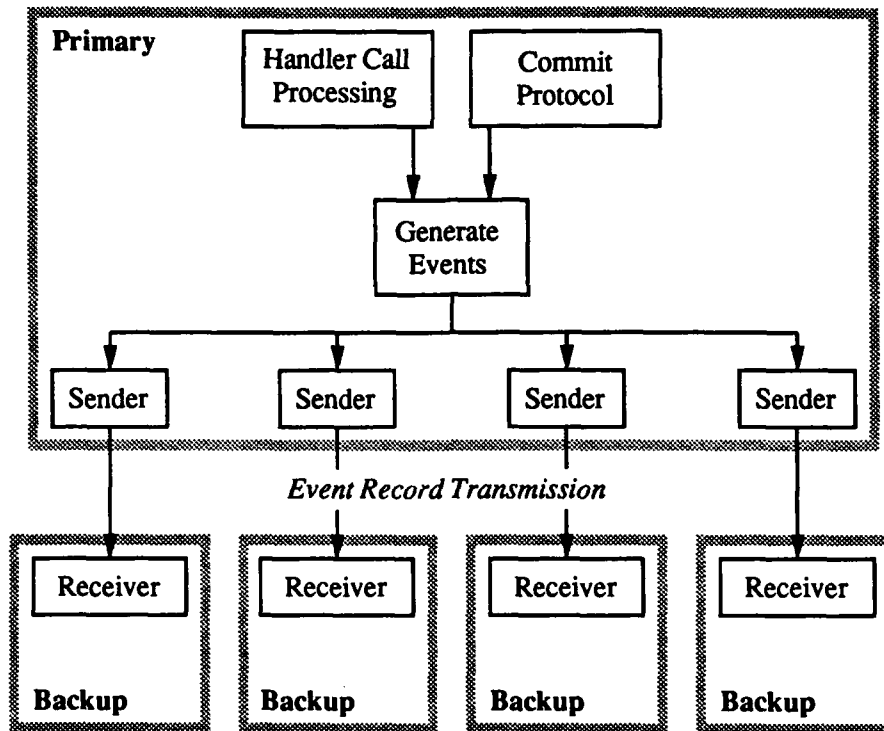 Primary
Handler Call
Processing
Commit
Protocol
Generate
Events
Sender
Sender
Sender
Sender
Event Record Transmission
Receiver
Receiver
Receiver
Receiver
Backup
Backup
Backup
Backup